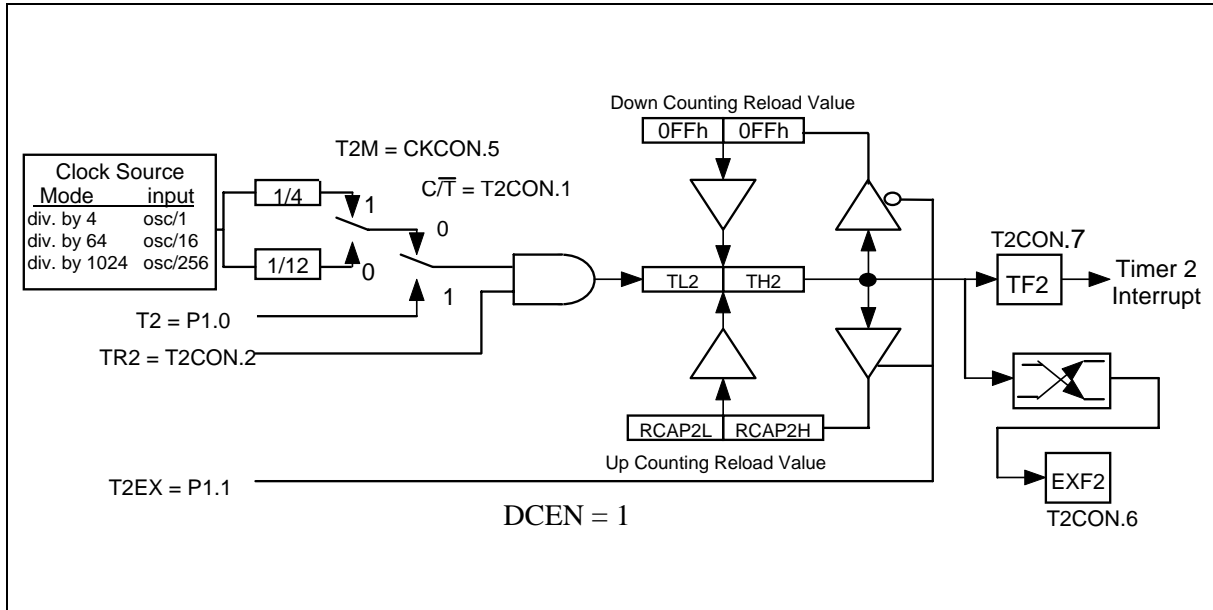 Down Counting Reload Value
0FFh 0FFh
T2M = CKCON.5
C/T̅ = T2CON.1
Clock Source
Mode input
div. by 4 osc/1
div. by 64 osc/16
div. by 1024 osc/256
1/4
1
0
1/12
0
1
T2 = P1.0
TR2 = T2CON.2
TL2 TH2
T2CON.7
TF2
Timer 2
Interrupt
RCAP2L RCAP2H
Up Counting Reload Value
T2EX = P1.1
EXF2
T2CON.6
DCEN = 1